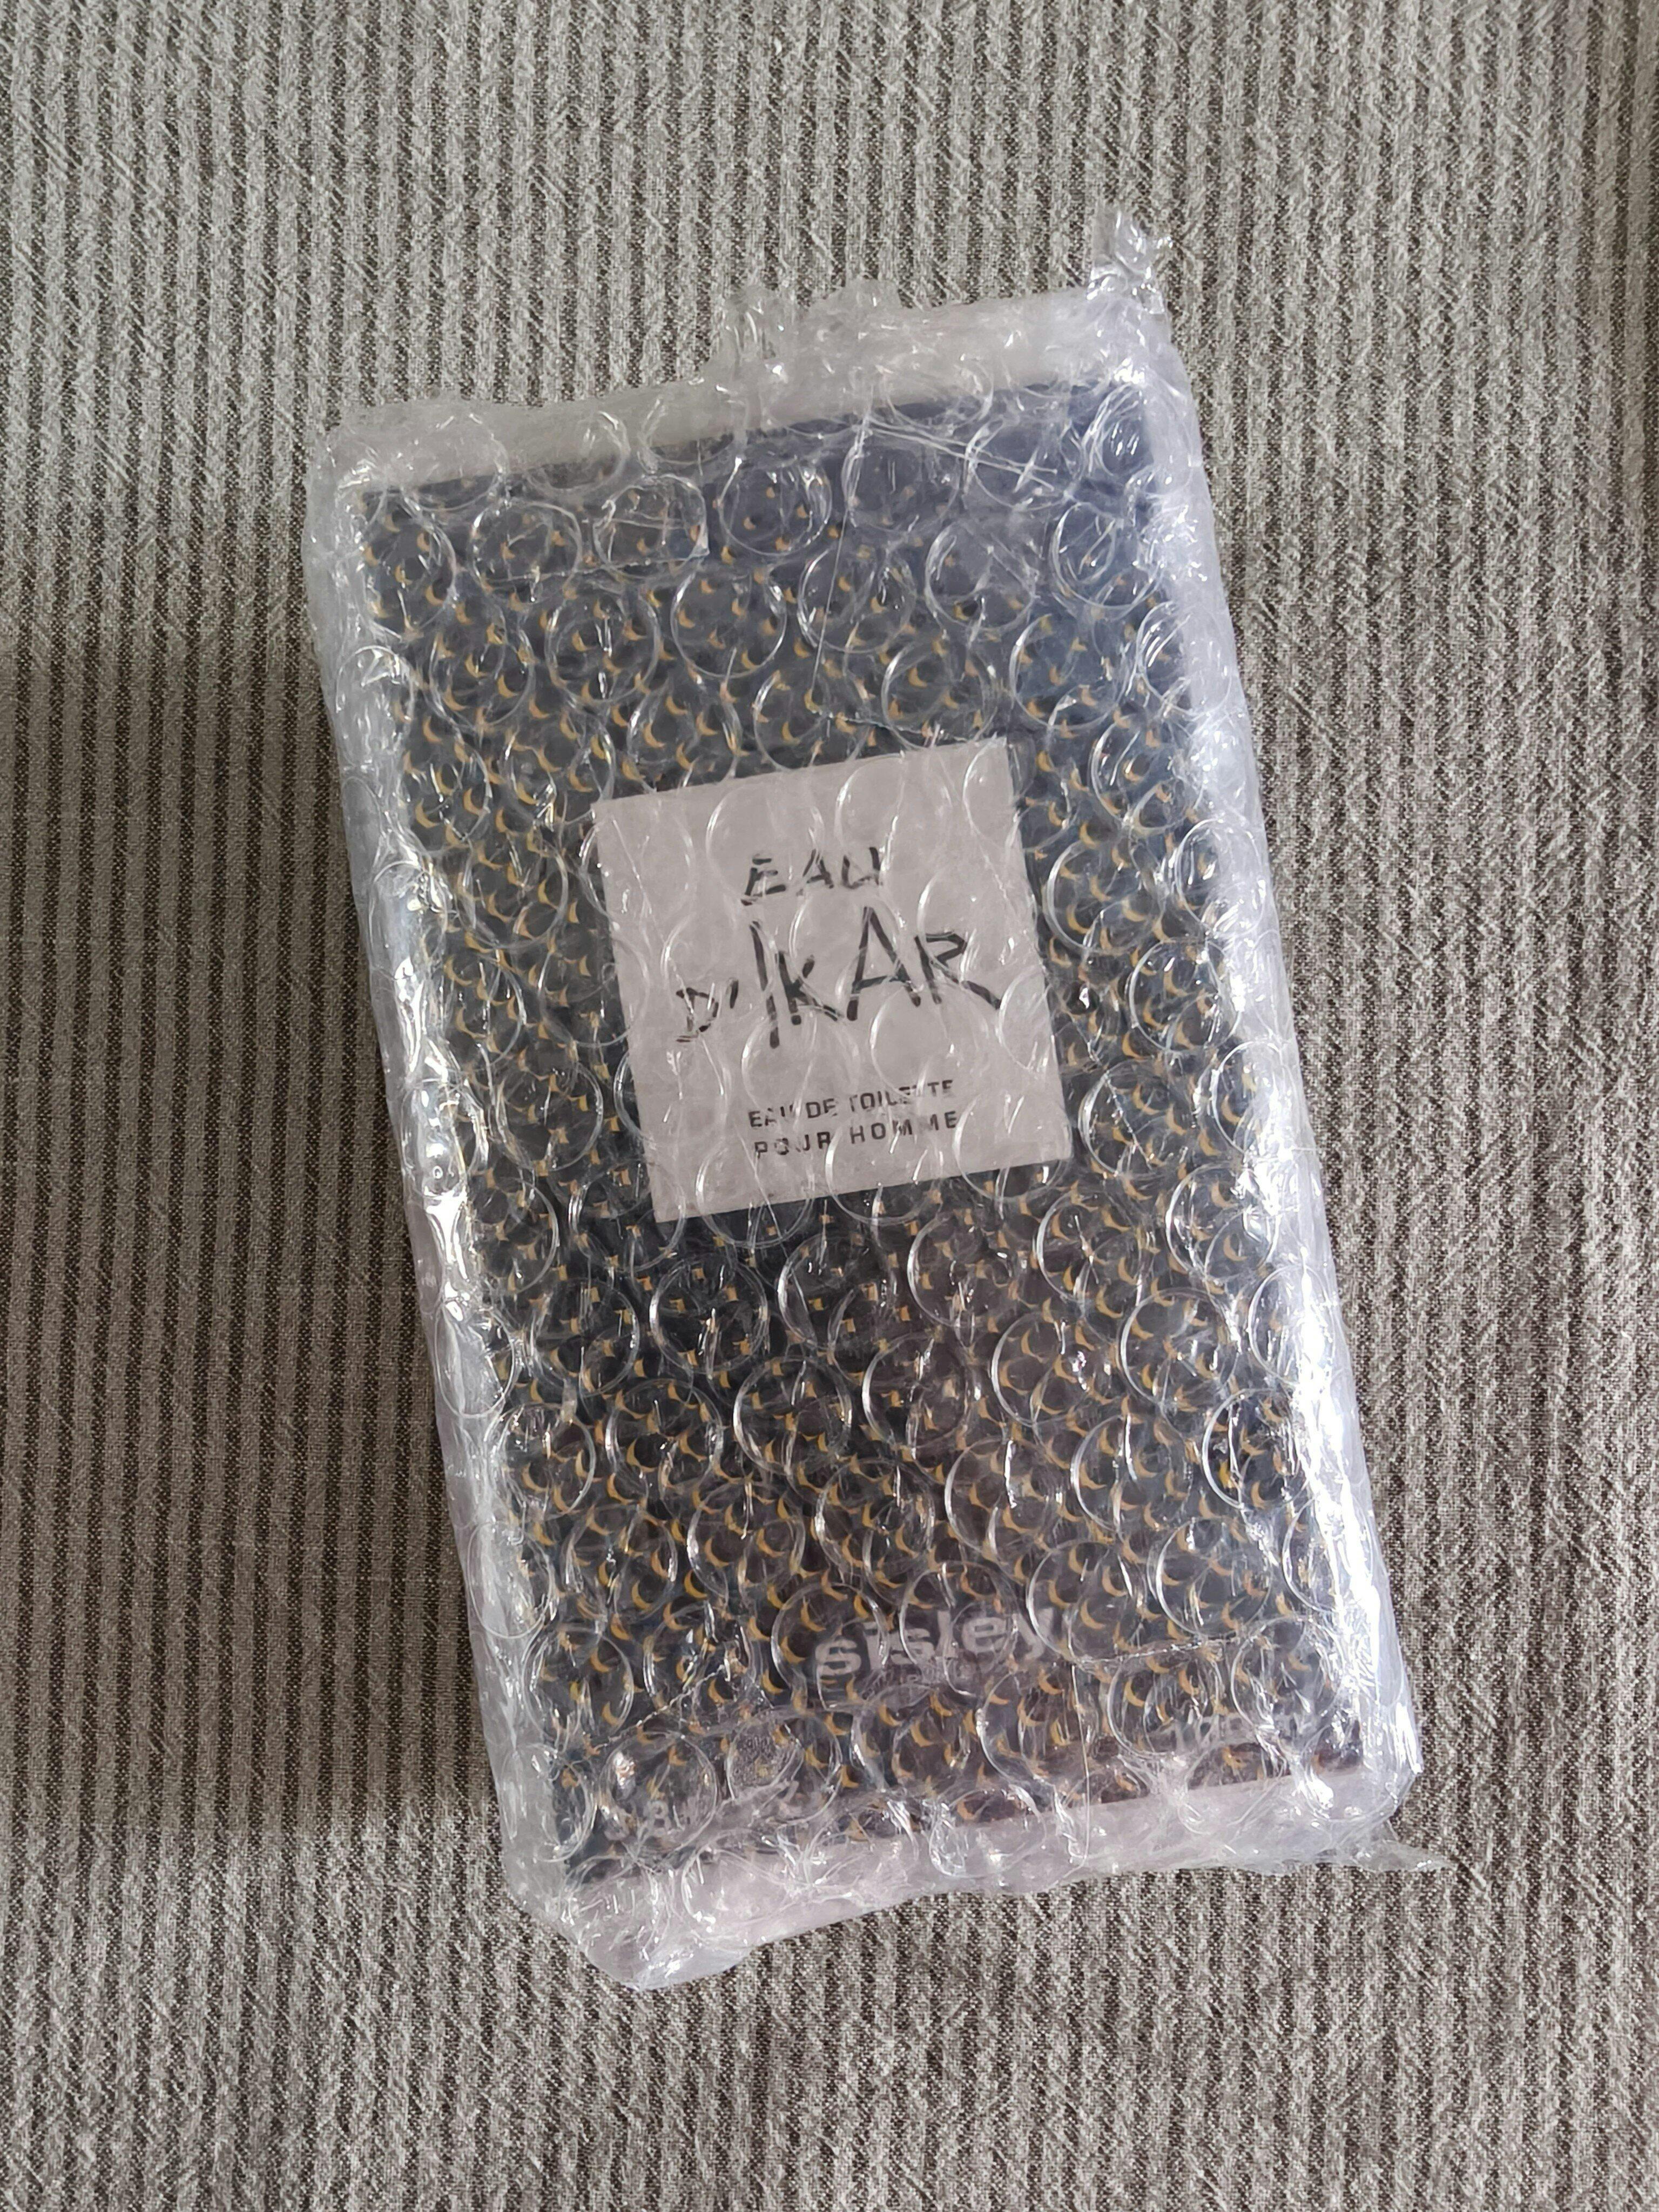 EAU
D'IKAR
EAU DE TOILETTE
POUR HOMME
sisley